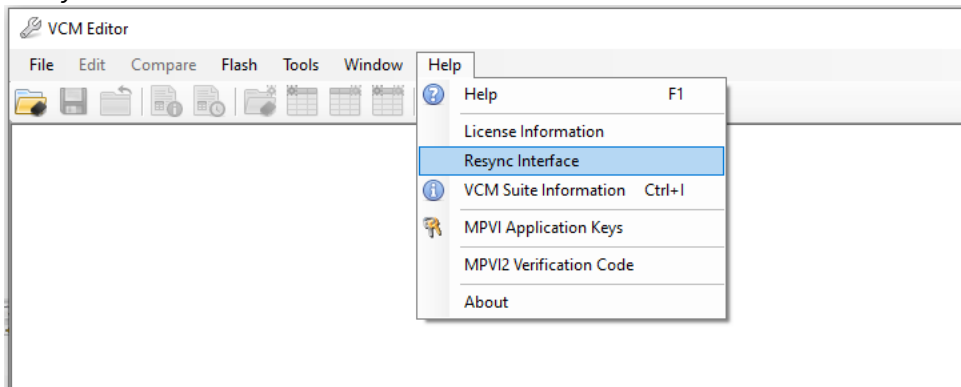 VCM Editor
File Edit Compare Flash Tools Window Help
Help F1
License Information
Resync Interface
VCM Suite Information Ctrl+I
MPVI Application Keys
MPVI2 Verification Code
About